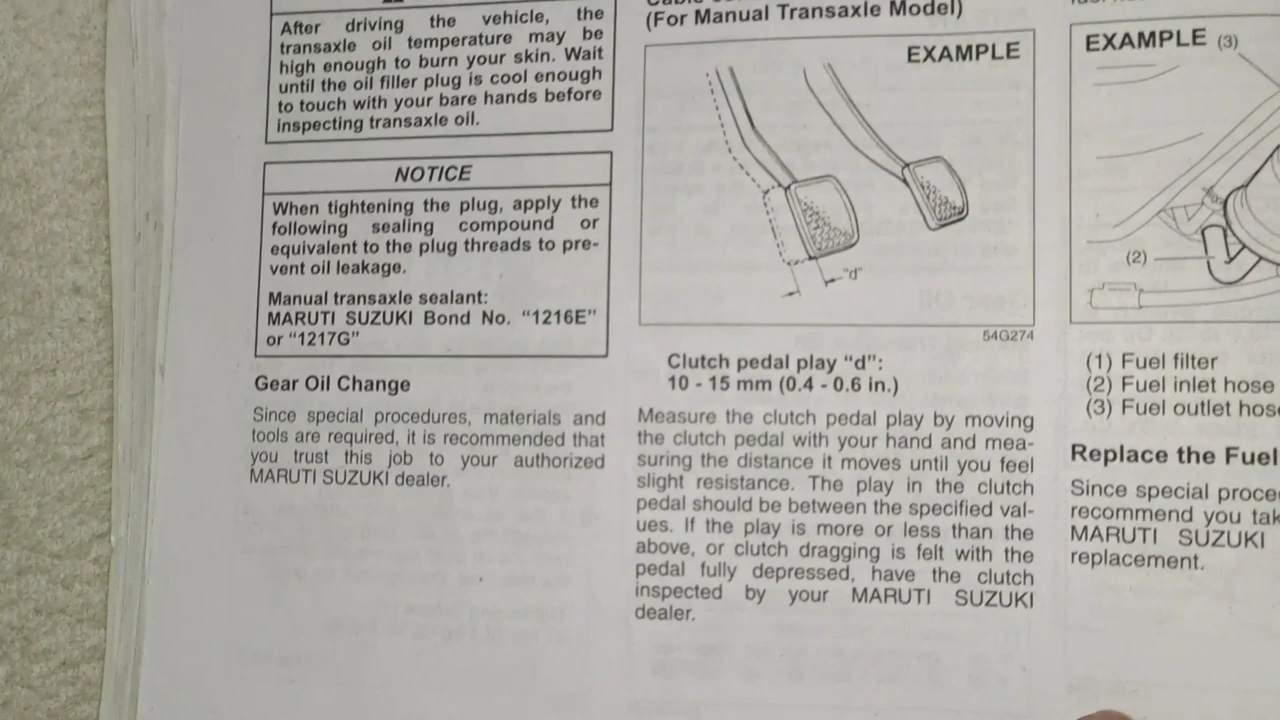 After driving the vehicle, the
transaxle oil temperature may be
high enough to burn your skin. Wait
until the oil filler plug is cool enough
to touch with your bare hands before
inspecting transaxle oil.
NOTICE
When tightening the plug, apply the
following sealing compound or
equivalent to the plug threads to pre-
vent oil leakage.
Manual transaxle sealant:
MARUTI SUZUKI Bond No. “1216E”
or “1217G”
Gear Oil Change
Since special procedures, materials and
tools are required, it is recommended that
you trust this job to your authorized
MARUTI SUZUKI dealer.
(For Manual Transaxle Model)
EXAMPLE
“d”
54G274
Clutch pedal play “d”:
10 - 15 mm (0.4 - 0.6 in.)
Measure the clutch pedal play by moving
the clutch pedal with your hand and mea-
suring the distance it moves until you feel
slight resistance. The play in the clutch
pedal should be between the specified val-
ues. If the play is more or less than the
above, or clutch dragging is felt with the
pedal fully depressed, have the clutch
inspected by your MARUTI SUZUKI
dealer.
EXAMPLE (3)
(2)
(1) Fuel filter
(2) Fuel inlet hose
(3) Fuel outlet
Replace the Fuel
Since special
recommend you
MARUTI SUZUKI
replacement.